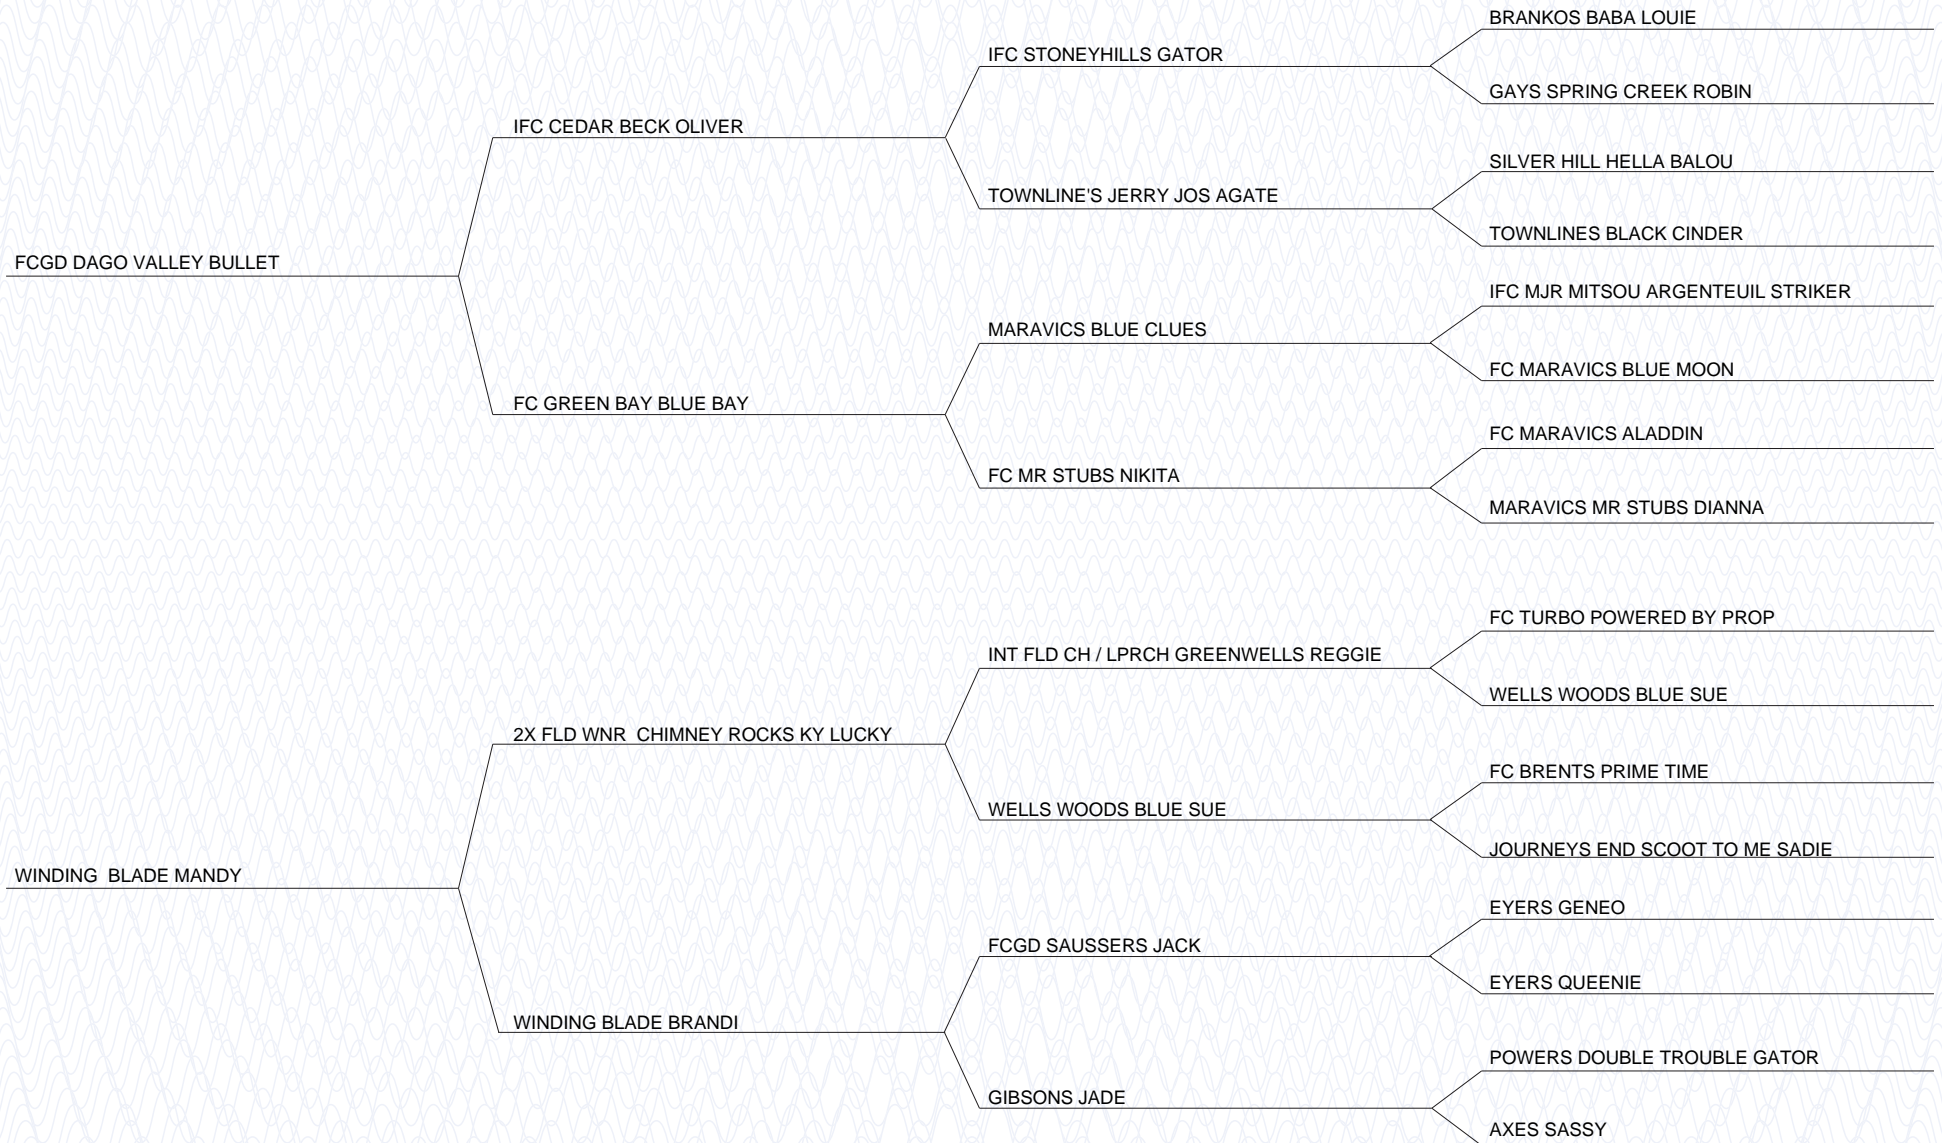 BRANKOS BABA LOUIE
IFC STONEYHILLS GATOR
GAYS SPRING CREEK ROBIN
IFC CEDAR BECK OLIVER
SILVER HILL HELLA BALOU
TOWNLINE'S JERRY JOS AGATE
TOWNLINES BLACK CINDER
FCGD DAGO VALLEY BULLET
IFC MJR MITSOU ARGENTEUIL STRIKER
MARAVICS BLUE CLUES
FC MARAVICS BLUE MOON
FC GREEN BAY BLUE BAY
FC MARAVICS ALADDIN
FC MR STUBS NIKITA
MARAVICS MR STUBS DIANNA
FC TURBO POWERED BY PROP
INT FLD CH / LPRCH GREENWELLS REGGIE
WELLS WOODS BLUE SUE
2X FLD WNR  CHIMNEY ROCKS KY LUCKY
FC BRENTS PRIME TIME
WELLS WOODS BLUE SUE
JOURNEYS END SCOOT TO ME SADIE
WINDING  BLADE MANDY
EYERS GENEO
FCGD SAUSSERS JACK
EYERS QUEENIE
WINDING BLADE BRANDI
POWERS DOUBLE TROUBLE GATOR
GIBSONS JADE
AXES SASSY